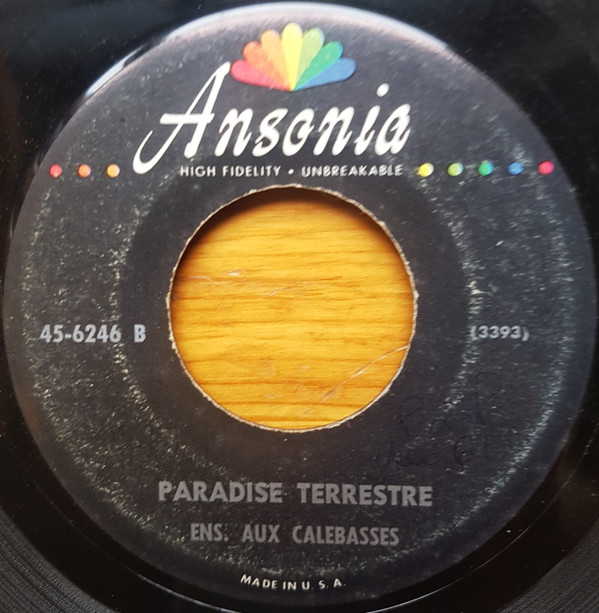 Ansonia
HIGH FIDELITY • UNBREAKABLE
45-6246 B
(3393)
PARADISE TERRESTRE
ENS. AUX CALEBASSES
MADE IN U. S. A.